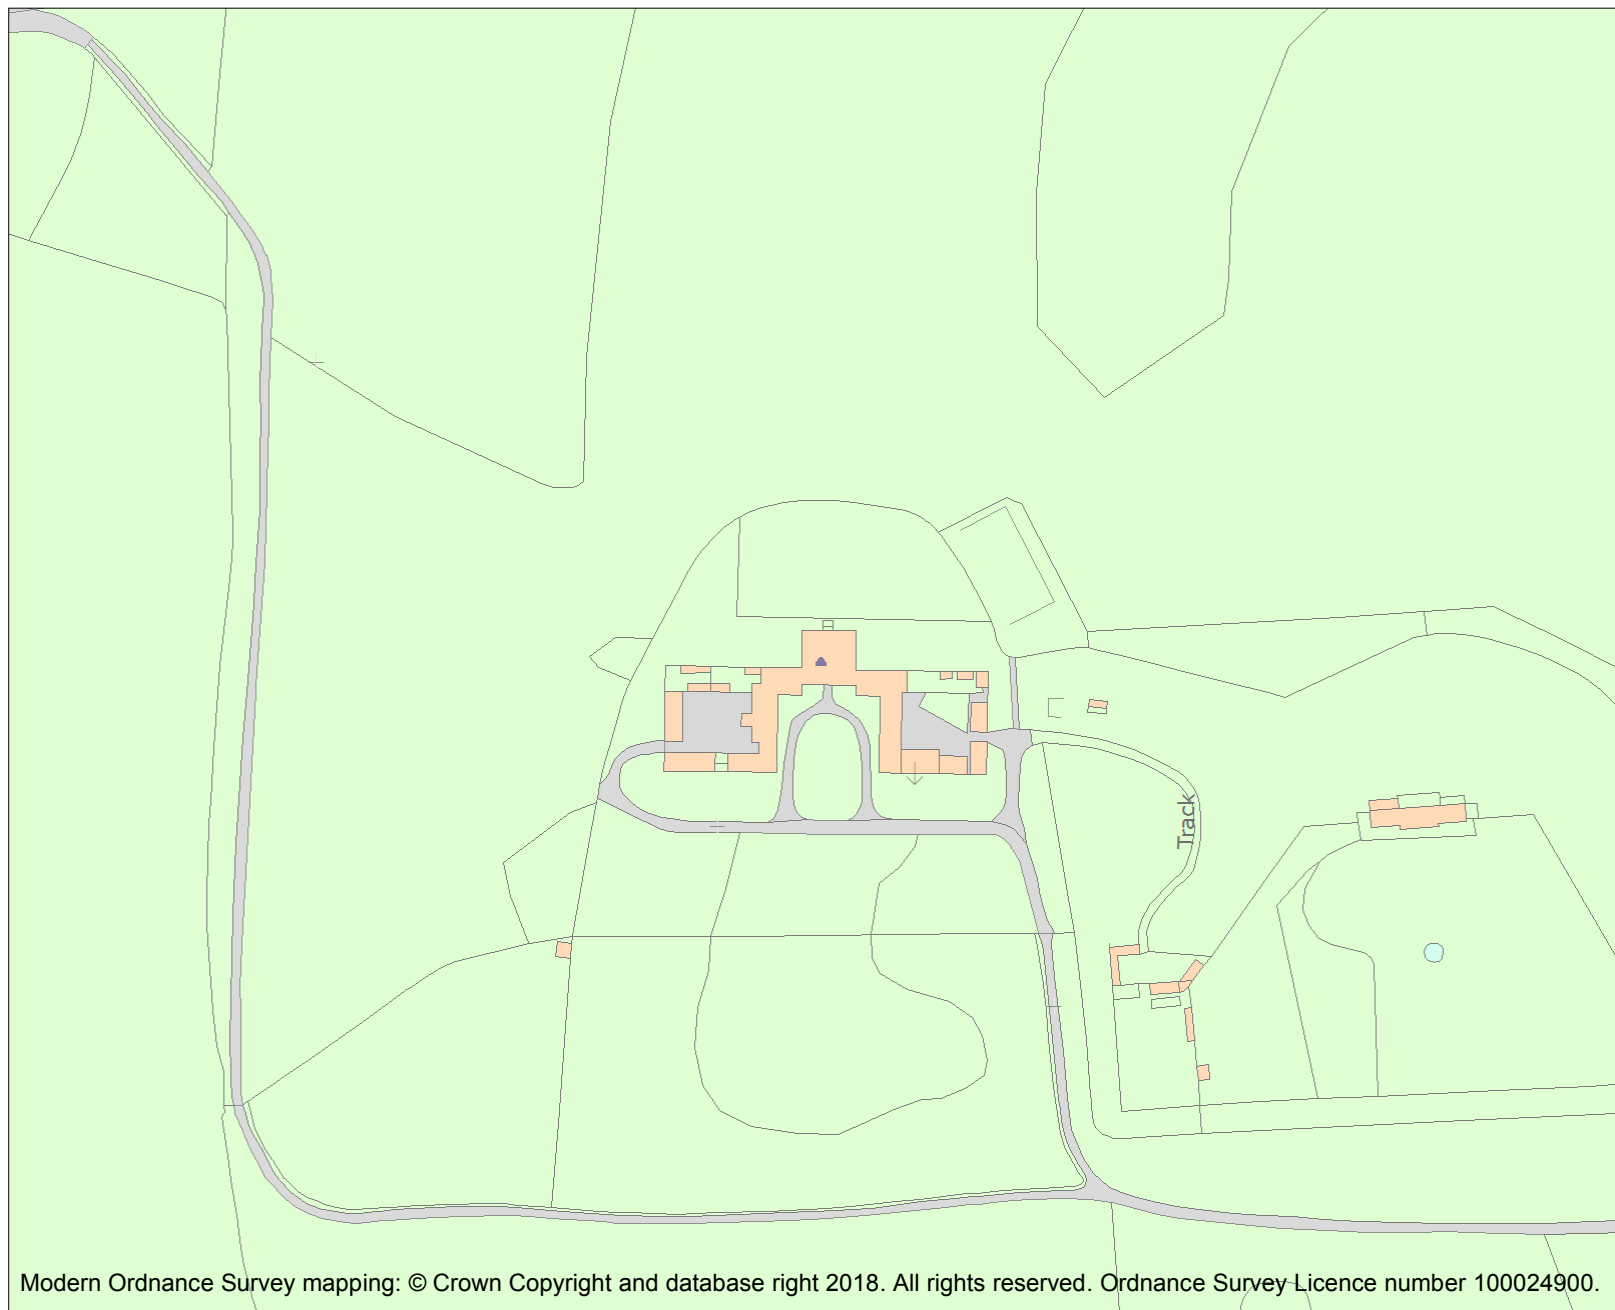 Track
Modern Ordnance Survey mapping: © Crown Copyright and database right 2018. All rights reserved. Ordnance Survey Licence number 100024900.